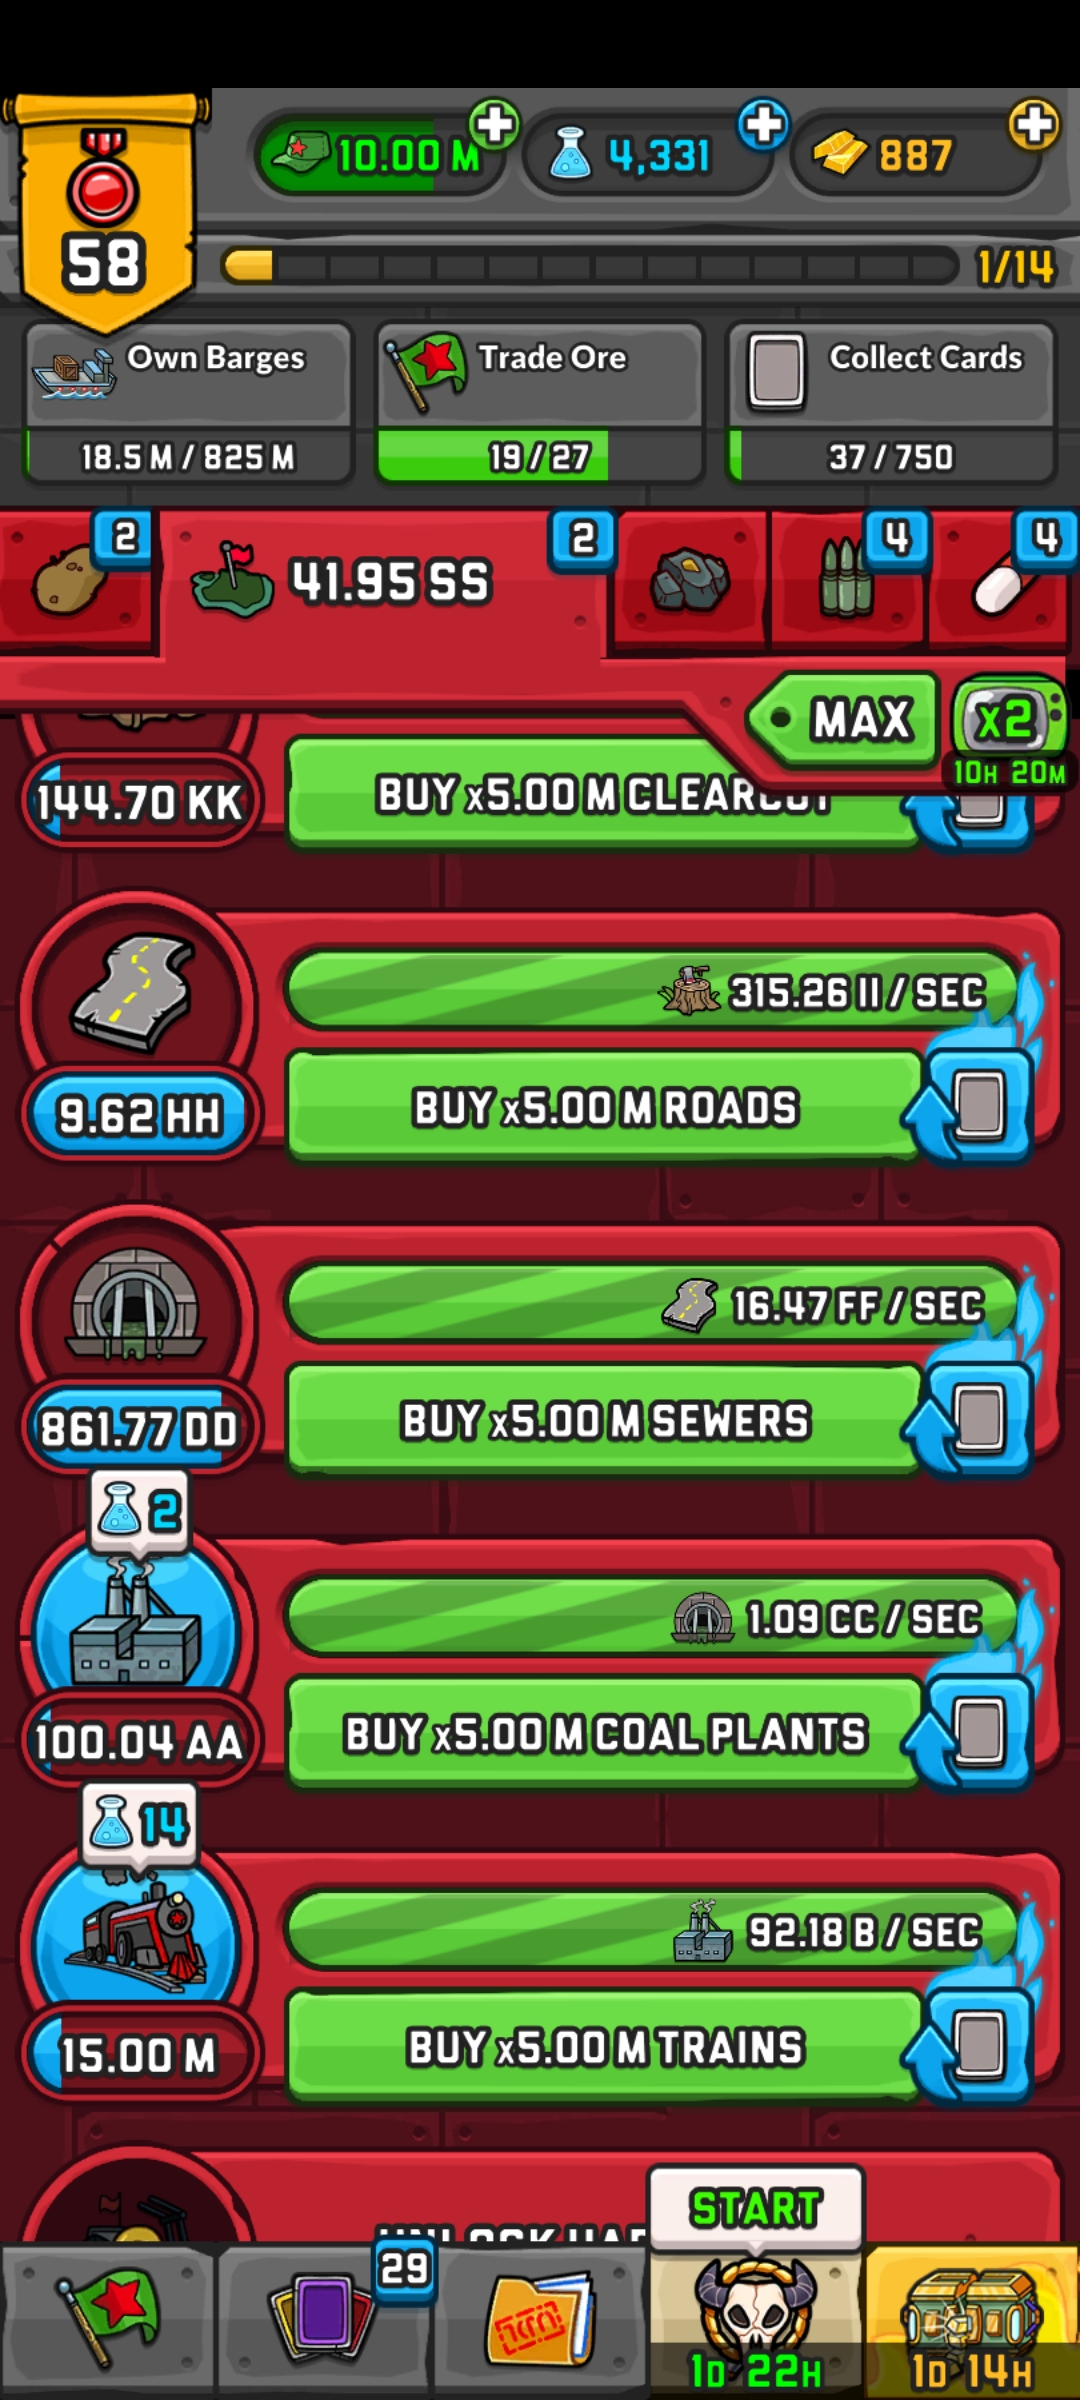 10.00 M
4,331
887
58
1/14
Own Barges
18.5 M / 825 M
Trade Ore
19 / 27
Collect Cards
37 / 750
2
41.95 SS
2
4
4
MAX
x2
10H 20M
144.70 KK
BUY x5.00 M CLEARCUT
315.26 II / SEC
9.62 HH
BUY x5.00 M ROADS
16.47 FF / SEC
861.77 DD
BUY x5.00 M SEWERS
2
1.09 CC / SEC
100.04 AA
BUY x5.00 M COAL PLANTS
14
92.18 B / SEC
15.00 M
BUY x5.00 M TRAINS
UNLOCK
START
29
1D 22H
1D 14H